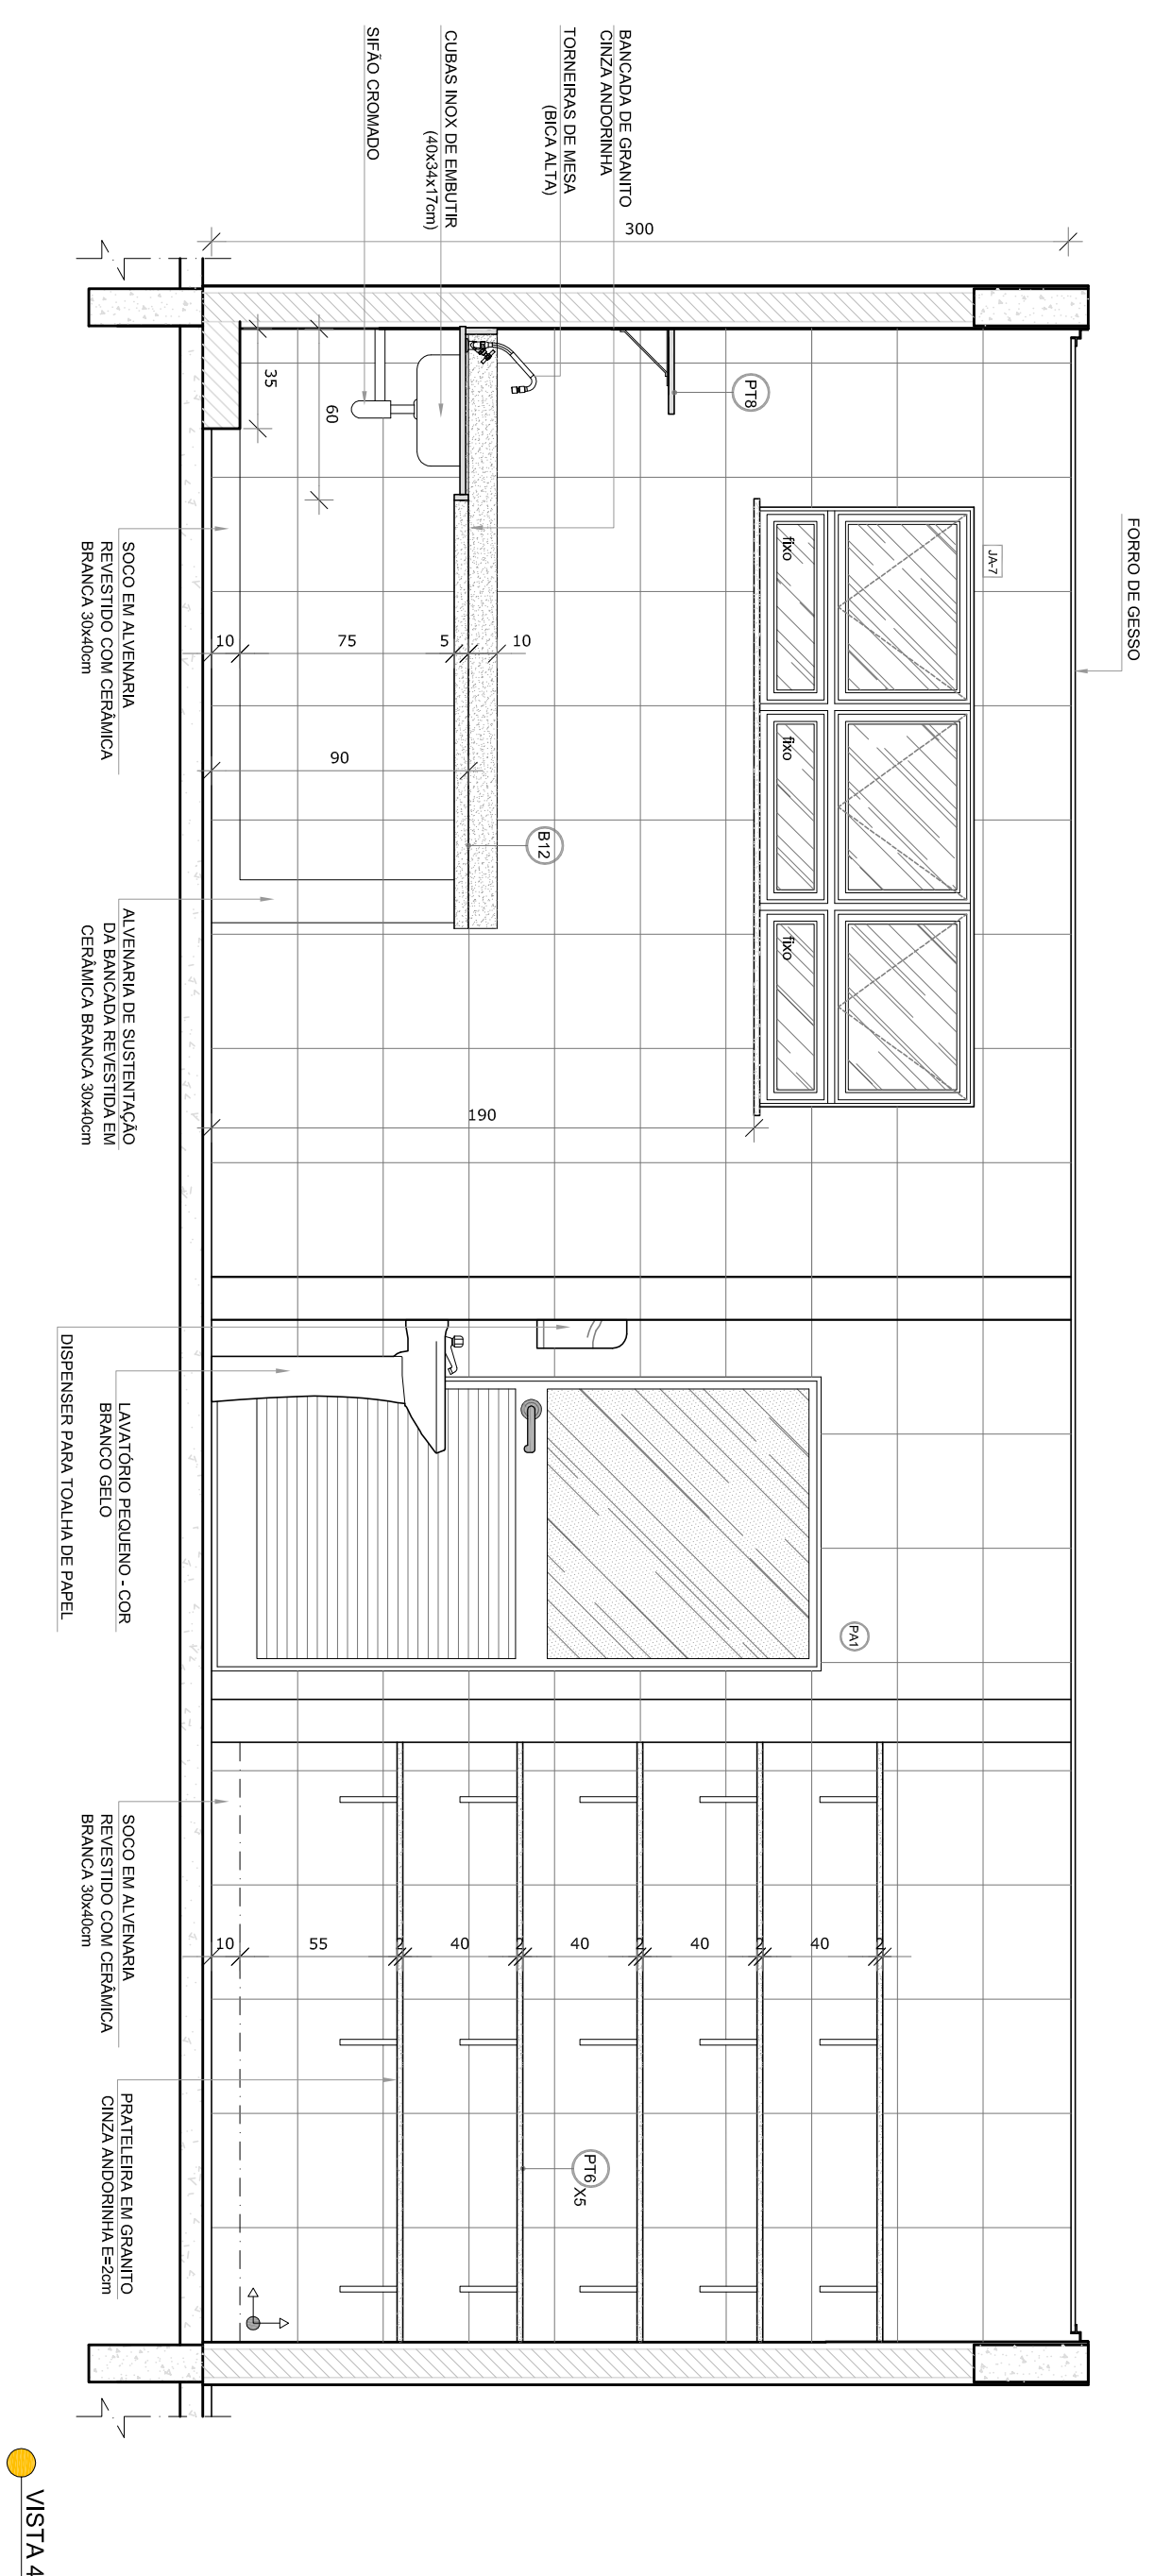 FORRO DE GESSO
BANCADA DE GRANITO
CINZA ANDORINHA
TORNEIRAS DE MESA
(BICA ALTA)
CUBAS INOX DE EMBUTIR
(40x34x17cm)
SIFÃO CROMADO
300
PT8
35
60
JA-7
fixo
fixo
fixo
10
75
5
10
90
B12
190
PA1
10
55
2
40
2
40
2
40
2
40
2
PT6
X5
SOCO EM ALVENARIA
REVESTIDO COM CERÂMICA
BRANCA 30x40cm
ALVENARIA DE SUSTENTAÇÃO
DA BANCADA REVESTIDA EM
CERÂMICA BRANCA 30x40cm
LAVATÓRIO PEQUENO - COR
BRANCO GELO
DISPENSER PARA TOALHA DE PAPEL
SOCO EM ALVENARIA
REVESTIDO COM CERÂMICA
BRANCA 30x40cm
PRATELEIRA EM GRANITO
CINZA ANDORINHA E=2cm
VISTA 4